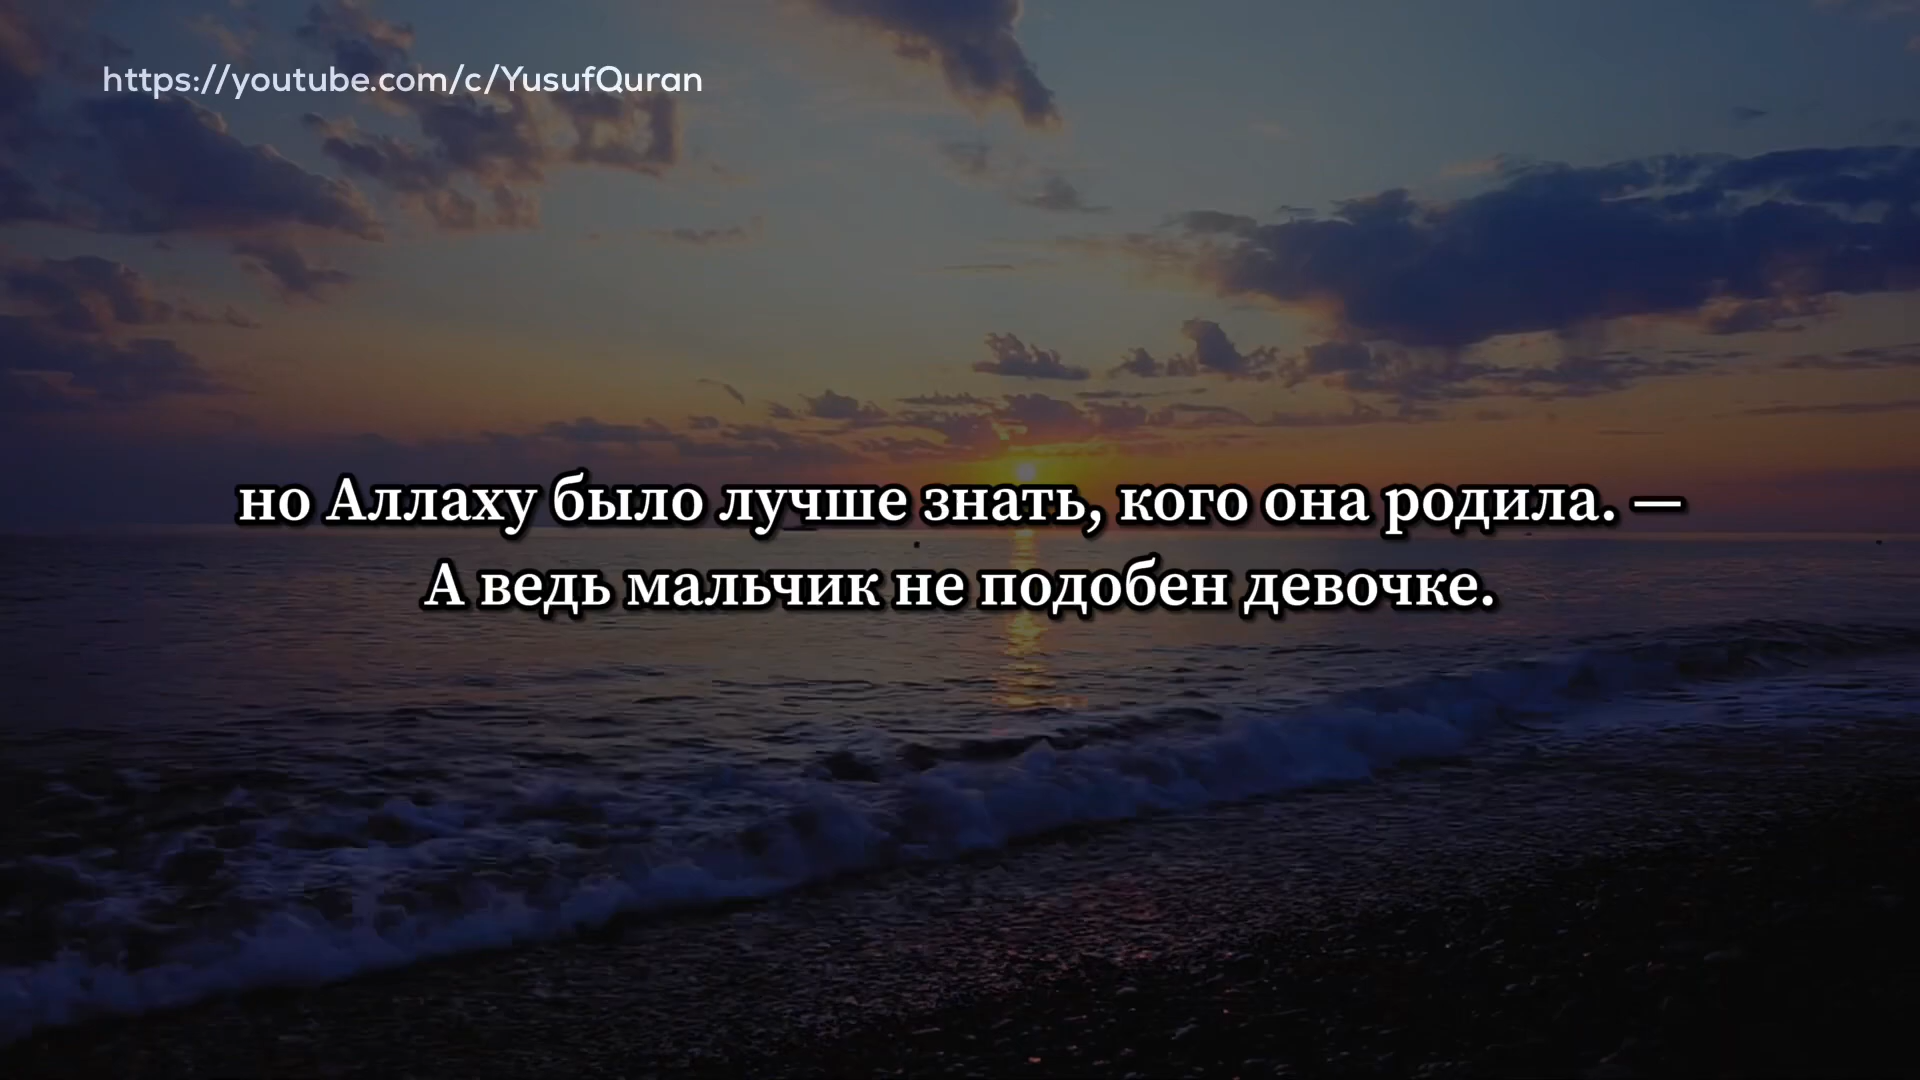 https://youtube.com/c/YusufQuran
но Аллаху было лучше знать, кого она родила. —
А ведь мальчик не подобен девочке.